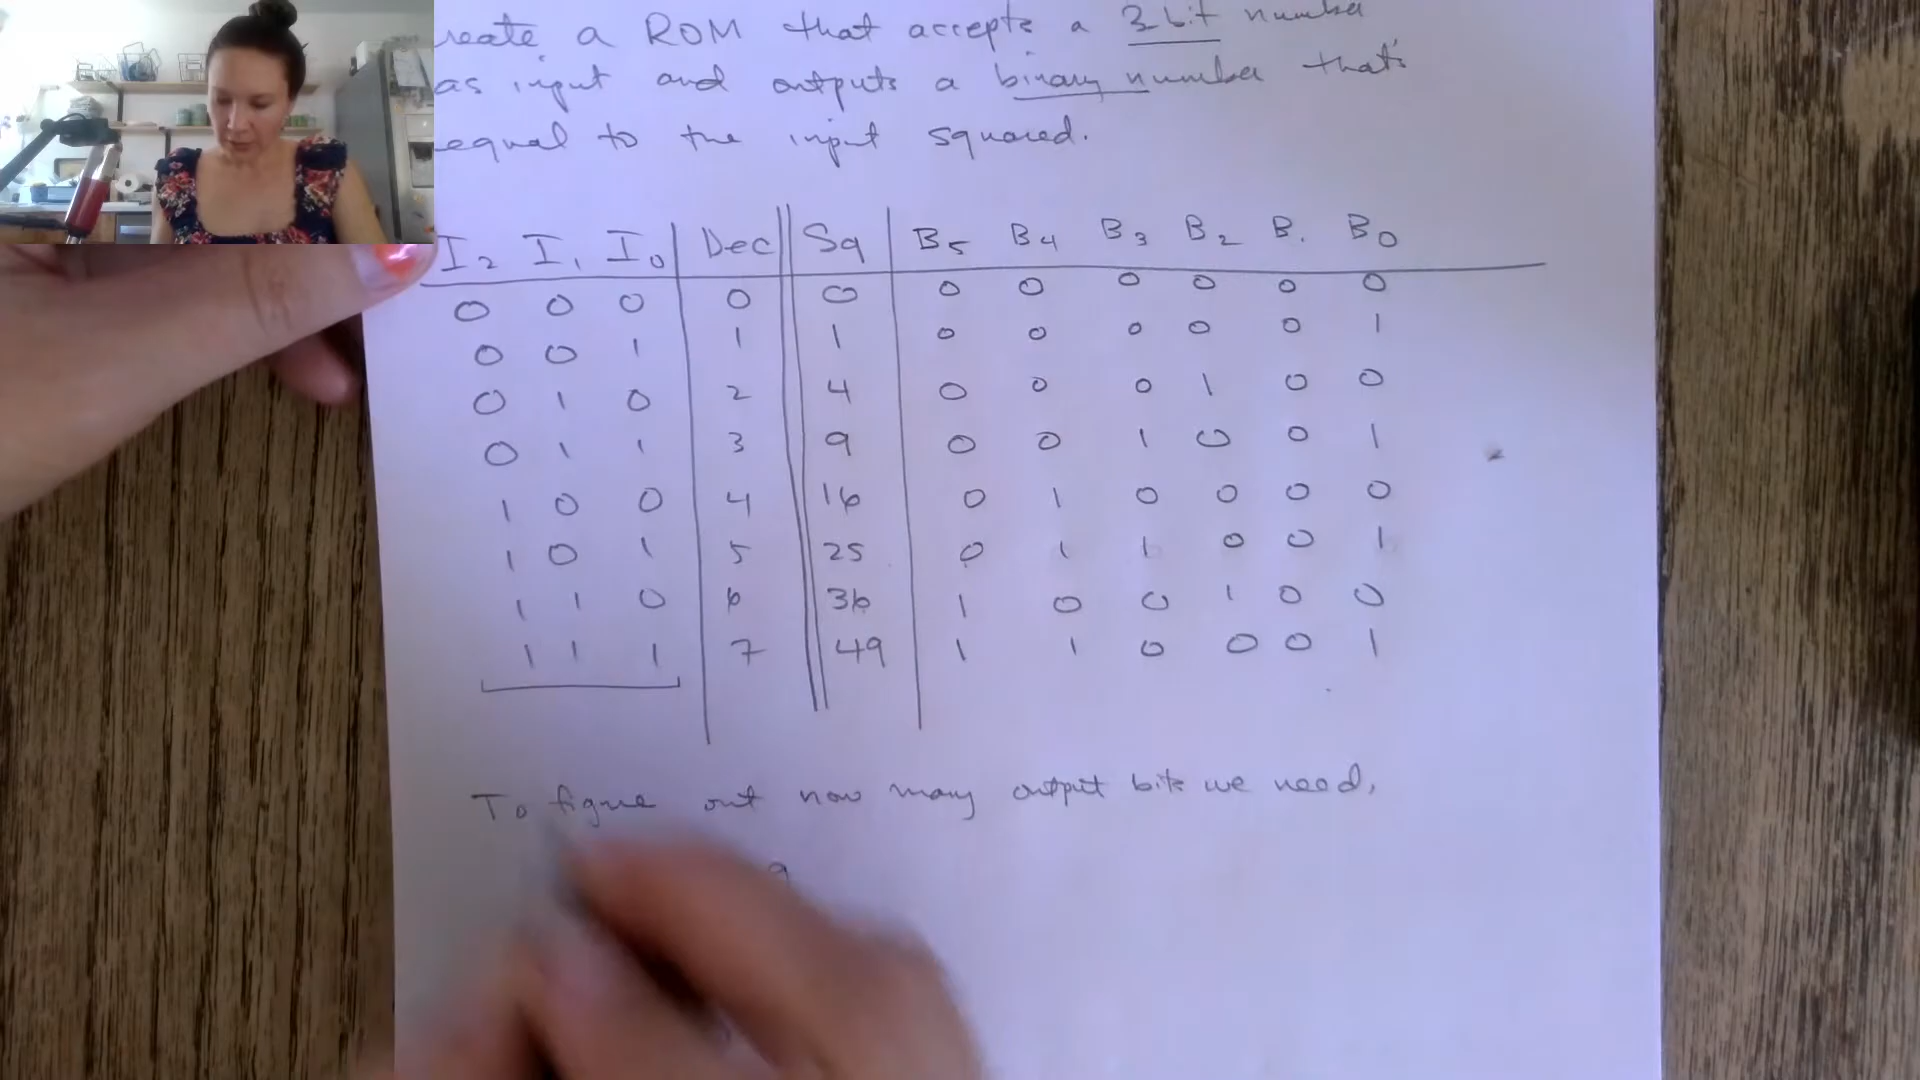 reate a ROM that accepts a 3 bit number
as input and outputs a binary number that's
equal to the input squared.
I2 I1 I0 Dec Sq B5 B4 B3 B2 B1 B0
0 0 0 0 0 0 0 0 0 0 0
0 0 1 1 1 0 0 0 0 0 1
0 1 0 2 4 0 0 0 1 0 0
0 1 1 3 9 0 0 1 0 0 1
1 0 0 4 16 0 1 0 0 0 0
1 0 1 5 25 0 1 1 0 0 1
1 1 0 6 36 1 0 0 1 0 0
1 1 1 7 49 1 1 0 0 0 1
To figure out how many output bits we need,